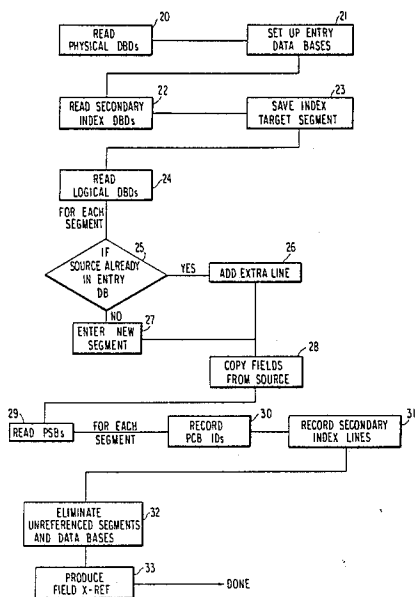 20
READ
PHYSICAL DBDs
21
SET UP ENTRY
DATA BASES
22
READ SECONDARY
INDEX DBDs
23
SAVE INDEX
TARGET SEGMENT
READ
LOGICAL DBDs
24
FOR EACH
SEGMENT
25
IF
SOURCE ALREADY
IN ENTRY
DB
YES
26
ADD EXTRA LINE
NO
27
ENTER NEW
SEGMENT
28
COPY FIELDS
FROM SOURCE
29
READ PSBs
FOR EACH
SEGMENT
30
RECORD
PCB IDs
31
RECORD SECONDARY
INDEX LINES
ELIMINATE
UNREFERENCED SEGMENTS
AND DATA BASES
32
33
PRODUCE
FIELD X-REF
DONE